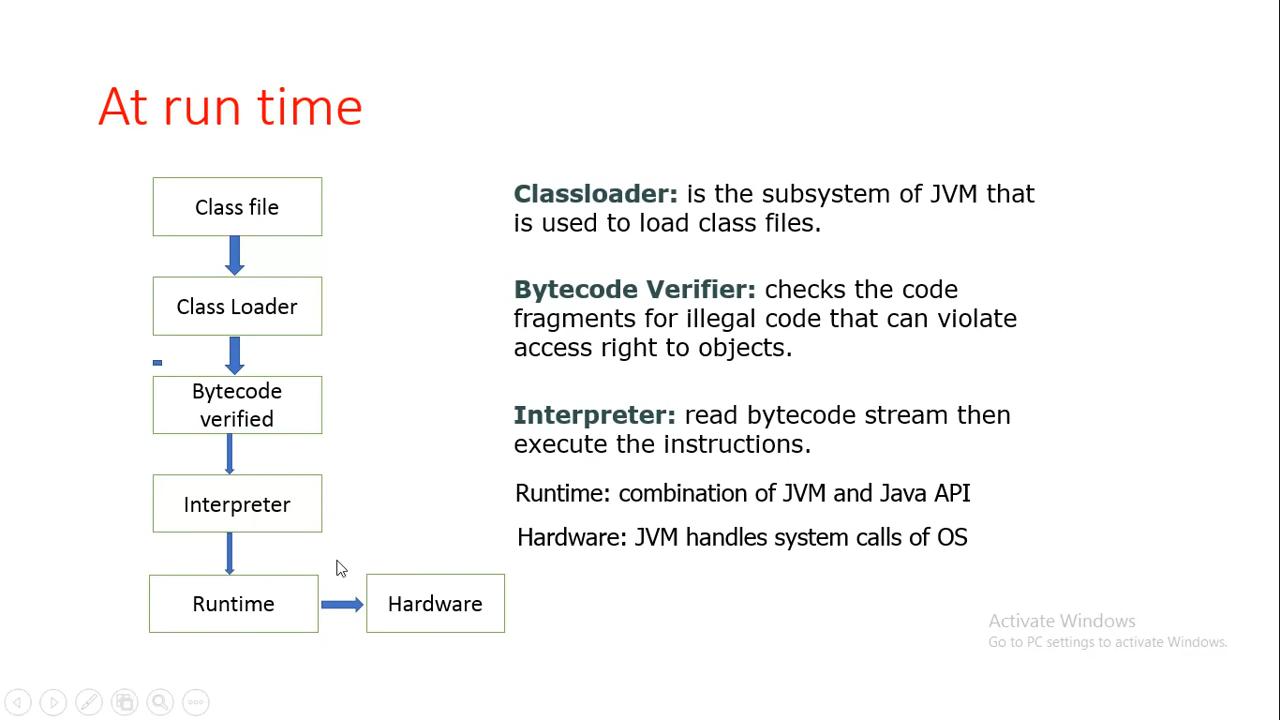 At run time
Class file
Class Loader
Bytecode
verified
Interpreter
Runtime
Hardware
Classloader: is the subsystem of JVM that
is used to load class files.
Bytecode Verifier: checks the code
fragments for illegal code that can violate
access right to objects.
Interpreter: read bytecode stream then
execute the instructions.
Runtime: combination of JVM and Java API
Hardware: JVM handles system calls of OS
Activate Windows
Go to PC settings to activate Windows.